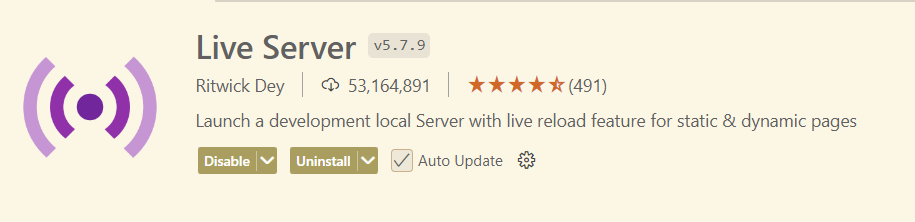 Live Server v5.7.9
Ritwick Dey 53,164,891 (491)
Launch a development local Server with live reload feature for static & dynamic pages
Disable Uninstall Auto Update